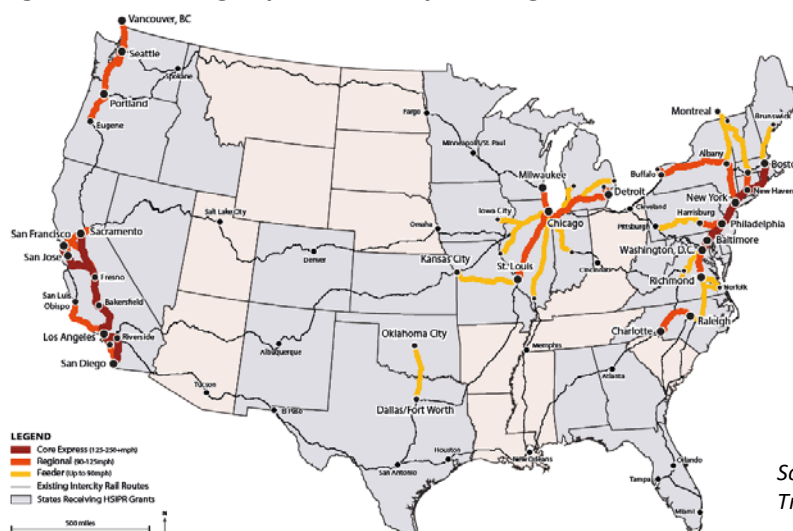 Vancouver, BC
Seattle
Spokane
Portland
Eugene
Fargo
Minneapolis/St. Paul
Montreal
Brunswick
Albany
Bosto
Buffalo
New Haven
Milwaukee
Detroit
New York
Cleveland
Chicago
Iowa City
Harrisburg
Philadelphia
Pittsburgh
Baltimore
Salt Lake City
Omaha
Washington, D.C.
San Francisco
Sacramento
San Jose
Denver
Kansas City
St. Louis
Cincinnati
Richmond
Norfolk
Fresno
San Luis
Obispo
Bakersfield
Raleigh
Charlotte
Los Angeles
Riverside
Oklahoma City
Albuquerque
Memphis
San Diego
Atlanta
Tucson
El Paso
Dallas/Fort Worth
Houston
New Orleans
San Antonio
Orlando
Tampa
Miami
LEGEND
Core Express (125-250+mph)
Regional (90-125mph)
Feeder (Up to 90mph)
Existing Intercity Rail Routes
States Receiving HSIPR Grants
500 miles
N
So
Tr